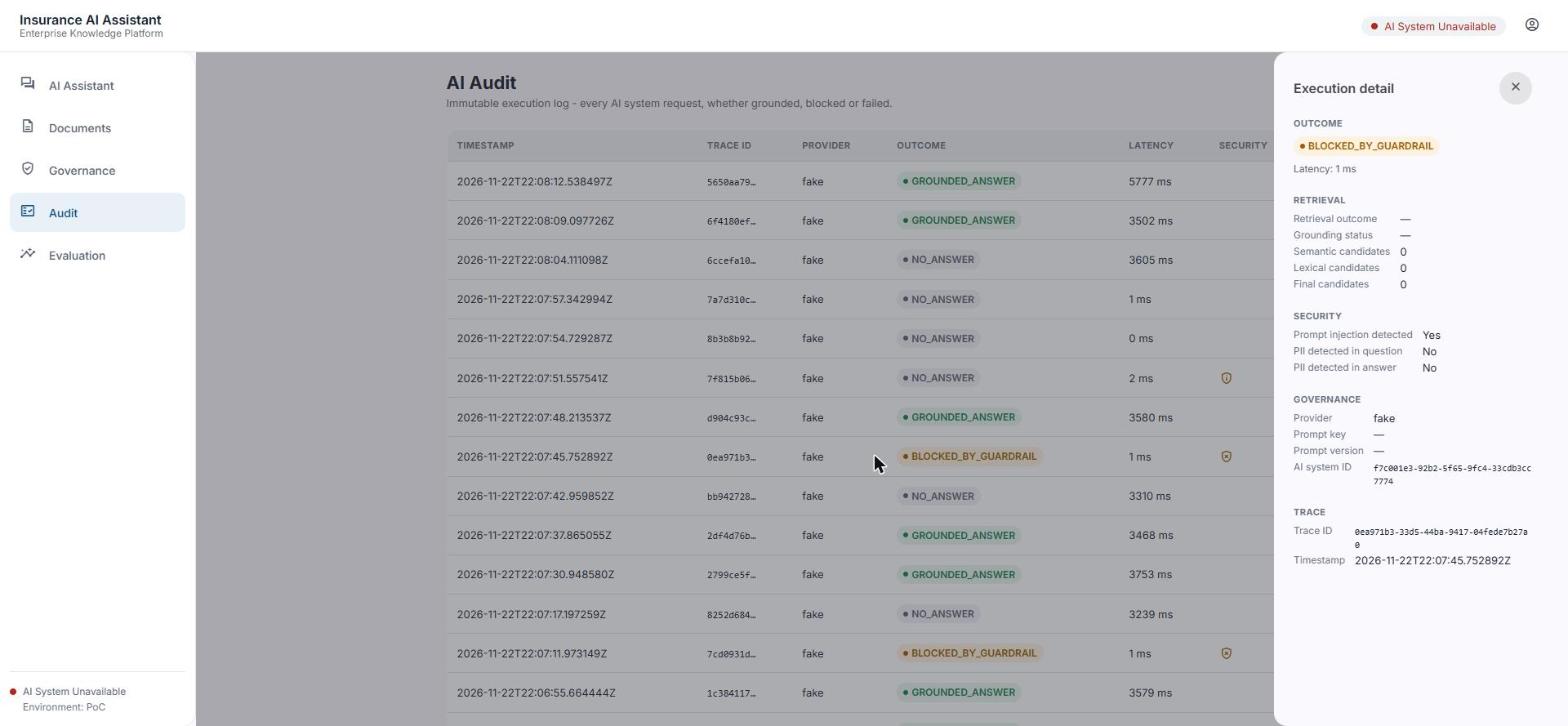 Insurance AI Assistant
Enterprise Knowledge Platform
AI System Unavailable
AI Assistant
Documents
Governance
Audit
Evaluation
AI System Unavailable
Environment: PoC
AI Audit
Immutable execution log - every AI system request, whether grounded, blocked or failed.
TIMESTAMP TRACE ID PROVIDER OUTCOME LATENCY SECURITY
2026-11-22T22:08:12.538497Z 5650aa79… fake GROUNDED_ANSWER 5777 ms
2026-11-22T22:08:09.097726Z 6f4180ef… fake GROUNDED_ANSWER 3502 ms
2026-11-22T22:08:04.111098Z 6ccefa10… fake NO_ANSWER 3605 ms
2026-11-22T22:07:57.342994Z 7a7d310c… fake NO_ANSWER 1 ms
2026-11-22T22:07:54.729287Z 8b3b8b92… fake NO_ANSWER 0 ms
2026-11-22T22:07:51.557541Z 7f815b06… fake NO_ANSWER 2 ms
2026-11-22T22:07:48.213537Z d904c93c… fake GROUNDED_ANSWER 3580 ms
2026-11-22T22:07:45.752892Z 0ea971b3… fake BLOCKED_BY_GUARDRAIL 1 ms
2026-11-22T22:07:42.959852Z bb942728… fake NO_ANSWER 3310 ms
2026-11-22T22:07:37.865055Z 2df4d76b… fake GROUNDED_ANSWER 3468 ms
2026-11-22T22:07:30.948580Z 2799ce5f… fake GROUNDED_ANSWER 3753 ms
2026-11-22T22:07:17.197259Z 8252d684… fake NO_ANSWER 3239 ms
2026-11-22T22:07:11.973149Z 7cd0931d… fake BLOCKED_BY_GUARDRAIL 1 ms
2026-11-22T22:06:55.664444Z 1c384117… fake GROUNDED_ANSWER 3579 ms
Execution detail
OUTCOME
BLOCKED_BY_GUARDRAIL
Latency: 1 ms
RETRIEVAL
Retrieval outcome —
Grounding status —
Semantic candidates 0
Lexical candidates 0
Final candidates 0
SECURITY
Prompt injection detected Yes
PII detected in question No
PII detected in answer No
GOVERNANCE
Provider fake
Prompt key —
Prompt version —
AI system ID f7c001e3-92b2-5f65-9fc4-33cdb3cc
7774
TRACE
Trace ID 0ea971b3-33d5-44ba-9417-04fede7b27a
0
Timestamp 2026-11-22T22:07:45.752892Z